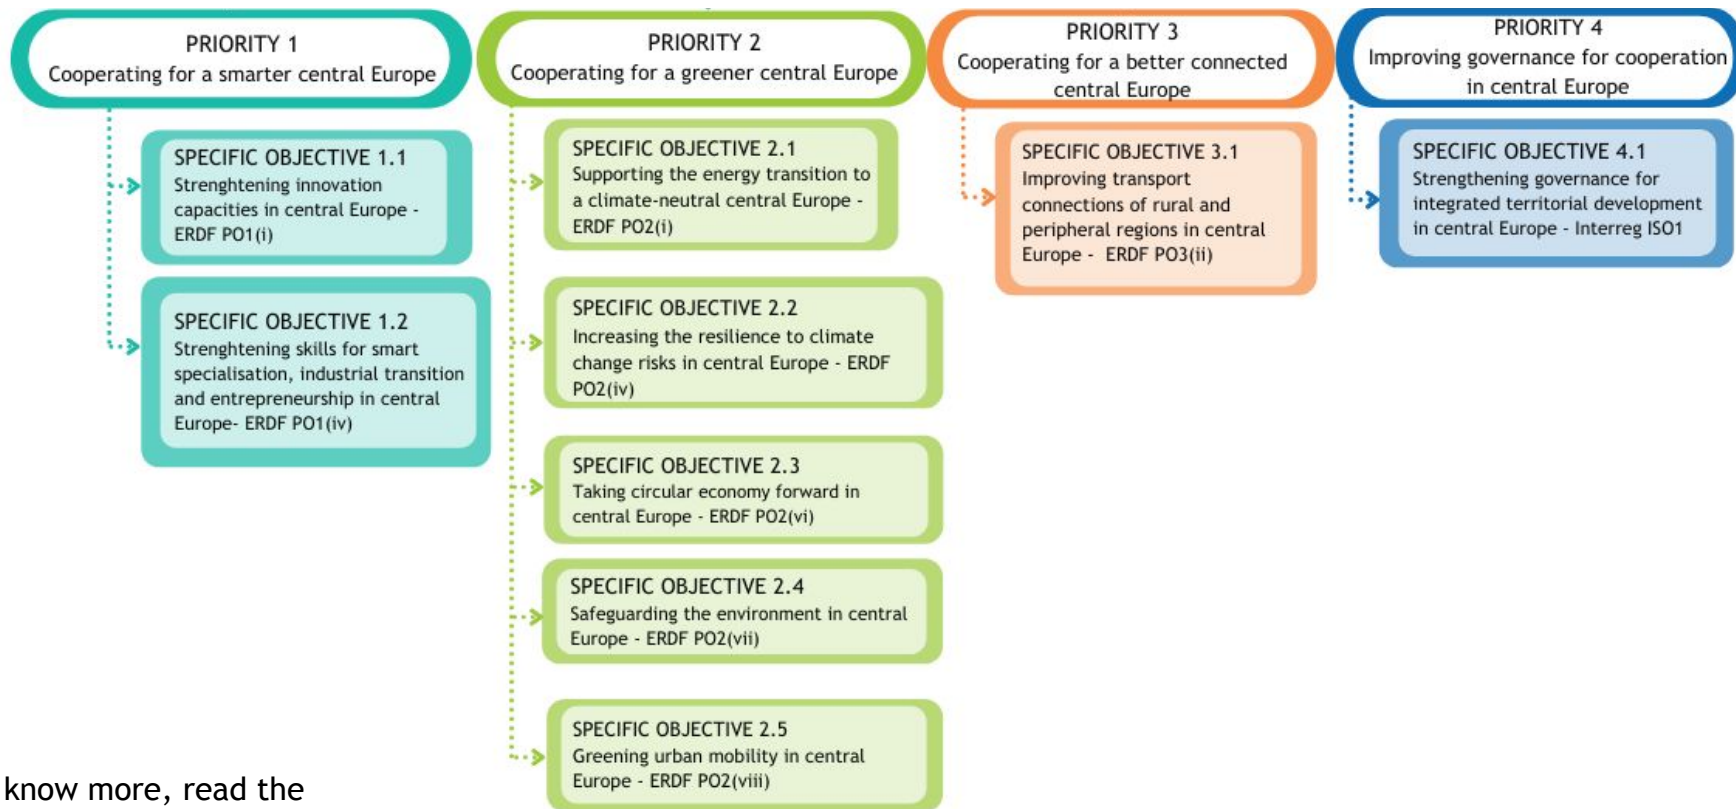 PRIORITY 1
Cooperating for a smarter central Europe
SPECIFIC OBJECTIVE 1.1
Strenghtening innovation
capacities in central Europe -
ERDF PO1(i)
SPECIFIC OBJECTIVE 1.2
Strenghtening skills for smart
specialisation, industrial transition
and entrepreneurship in central
Europe- ERDF PO1(iv)
PRIORITY 2
Cooperating for a greener central Europe
SPECIFIC OBJECTIVE 2.1
Supporting the energy transition to
a climate-neutral central Europe -
ERDF PO2(i)
SPECIFIC OBJECTIVE 2.2
Increasing the resilience to climate
change risks in central Europe - ERDF
PO2(iv)
SPECIFIC OBJECTIVE 2.3
Taking circular economy forward in
central Europe - ERDF PO2(vi)
SPECIFIC OBJECTIVE 2.4
Safeguarding the environment in central
Europe - ERDF PO2(vii)
SPECIFIC OBJECTIVE 2.5
Greening urban mobility in central
Europe - ERDF PO2(viii)
PRIORITY 3
Cooperating for a better connected
central Europe
SPECIFIC OBJECTIVE 3.1
Improving transport
connections of rural and
peripheral regions in central
Europe - ERDF PO3(ii)
PRIORITY 4
Improving governance for cooperation
in central Europe
SPECIFIC OBJECTIVE 4.1
Strengthening governance for
integrated territorial development
in central Europe - Interreg ISO1
know more, read the